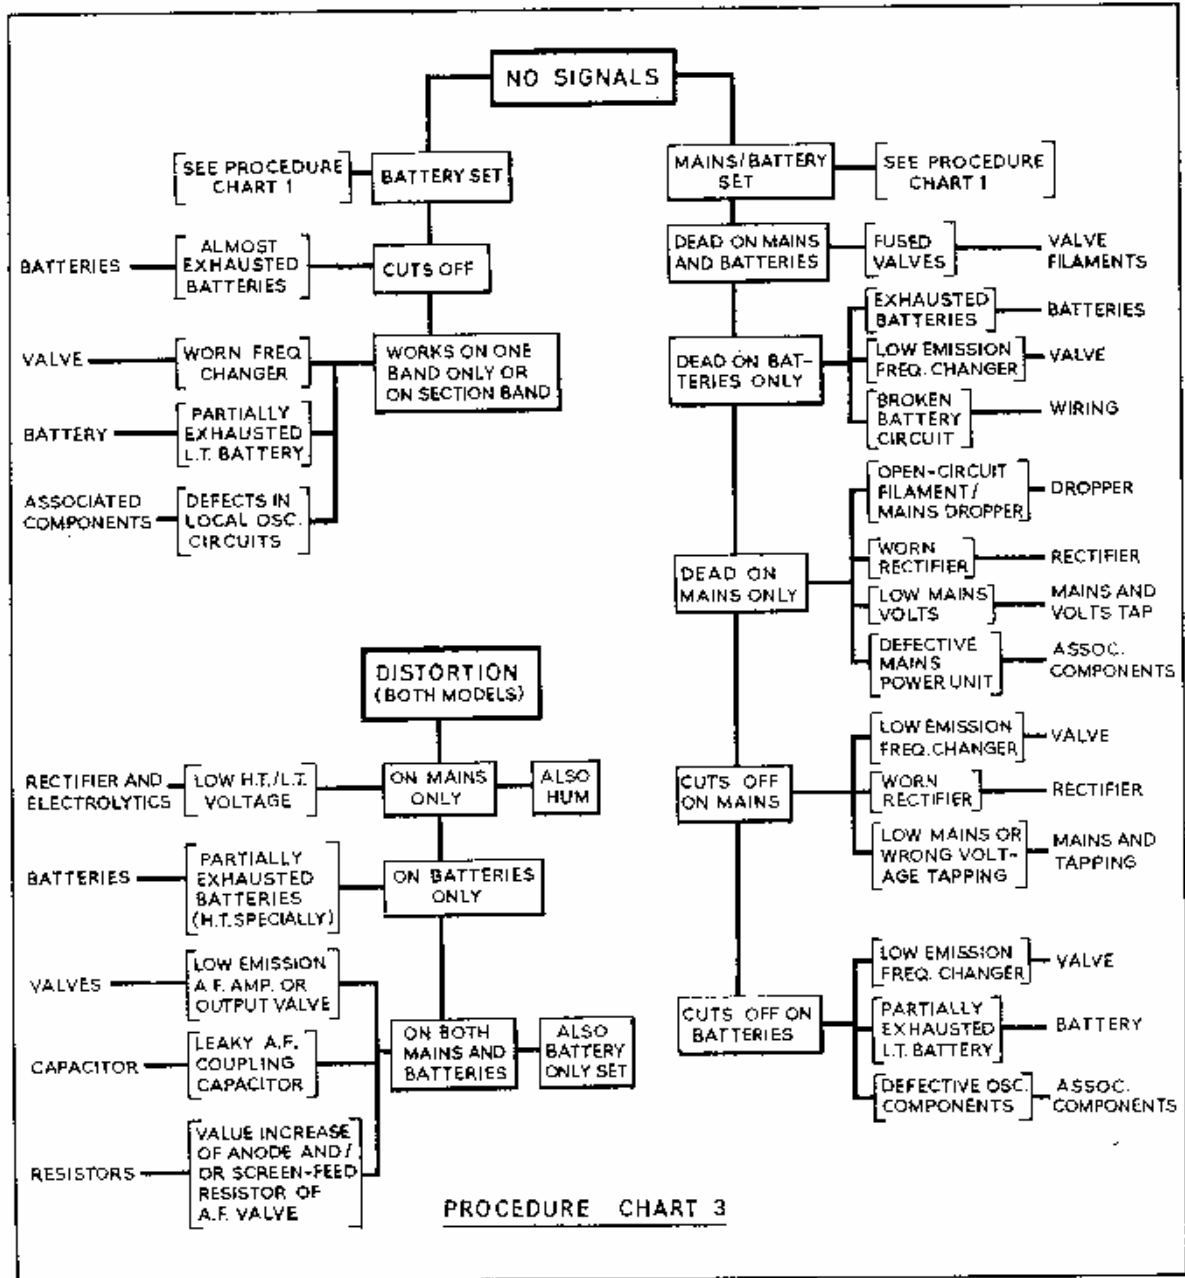 NO SIGNALS
[SEE PROCEDURE
CHART 1]
BATTERY SET
BATTERIES
[ALMOST
EXHAUSTED
BATTERIES]
CUTS OFF
VALVE
[WORN FREQ
CHANGER]
WORKS ON ONE
BAND ONLY OR
ON SECTION BAND
BATTERY
[PARTIALLY
EXHAUSTED
L.T. BATTERY]
ASSOCIATED
COMPONENTS
[DEFECTS IN
LOCAL OSC.
CIRCUITS]
MAINS/BATTERY
SET
[SEE PROCEDURE
CHART 1]
DEAD ON MAINS
AND BATTERIES
[FUSED
VALVES]
VALVE
FILAMENTS
DEAD ON BAT-
TERIES ONLY
[EXHAUSTED
BATTERIES]
BATTERIES
[LOW EMISSION
FREQ. CHANGER]
VALVE
[BROKEN
BATTERY
CIRCUIT]
WIRING
DEAD ON
MAINS ONLY
[OPEN-CIRCUIT
FILAMENT/
MAINS DROPPER]
DROPPER
[WORN
RECTIFIER]
RECTIFIER
[LOW MAINS
VOLTS]
MAINS AND
VOLTS TAP
[DEFECTIVE
MAINS
POWER UNIT]
ASSOC.
COMPONENTS
CUTS OFF
ON MAINS
[LOW EMISSION
FREQ. CHANGER]
VALVE
[WORN
RECTIFIER]
RECTIFIER
[LOW MAINS OR
WRONG VOLT-
AGE TAPPING]
MAINS AND
TAPPING
CUTS OFF ON
BATTERIES
[LOW EMISSION
FREQ. CHANGER]
VALVE
[PARTIALLY
EXHAUSTED
L.T. BATTERY]
BATTERY
[DEFECTIVE OSC.
COMPONENTS]
ASSOC.
COMPONENTS
DISTORTION
(BOTH MODELS)
RECTIFIER AND
ELECTROLYTICS
[LOW H.T./L.T.
VOLTAGE]
ON MAINS
ONLY
ALSO
HUM
BATTERIES
[PARTIALLY
EXHAUSTED
BATTERIES
(H.T. SPECIALLY)]
ON BATTERIES
ONLY
VALVES
[LOW EMISSION
A.F. AMP. OR
OUTPUT VALVE]
CAPACITOR
[LEAKY A.F.
COUPLING
CAPACITOR]
ON BOTH
MAINS AND
BATTERIES
ALSO
BATTERY
ONLY SET
RESISTORS
[VALUE INCREASE
OF ANODE AND/
OR SCREEN-FEED
RESISTOR OF
A.F. VALVE]
PROCEDURE CHART 3